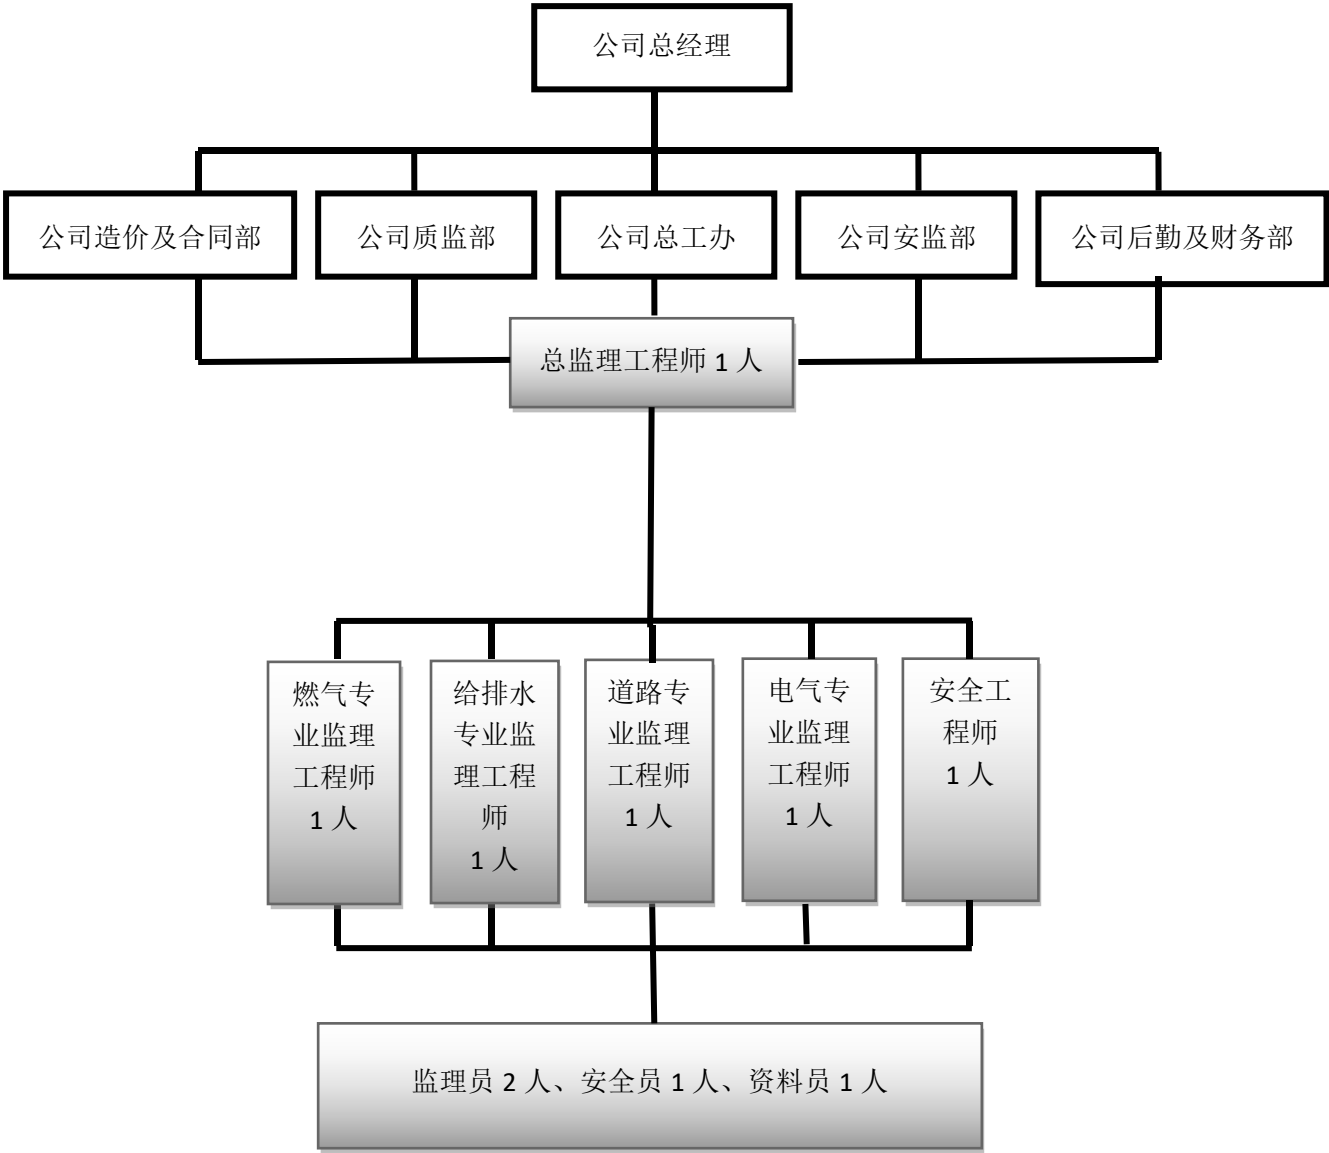 公司总经理
公司造价及合同部
公司质监部
公司总工办
公司安监部
公司后勤及财务部
总监理工程师 1 人
燃气专
业监理
工程师
1 人
给排水
专业监
理工程
师
1 人
道路专
业监理
工程师
1 人
电气专
业监理
工程师
1 人
安全工
程师
1 人
监理员 2 人、安全员 1 人、资料员 1 人